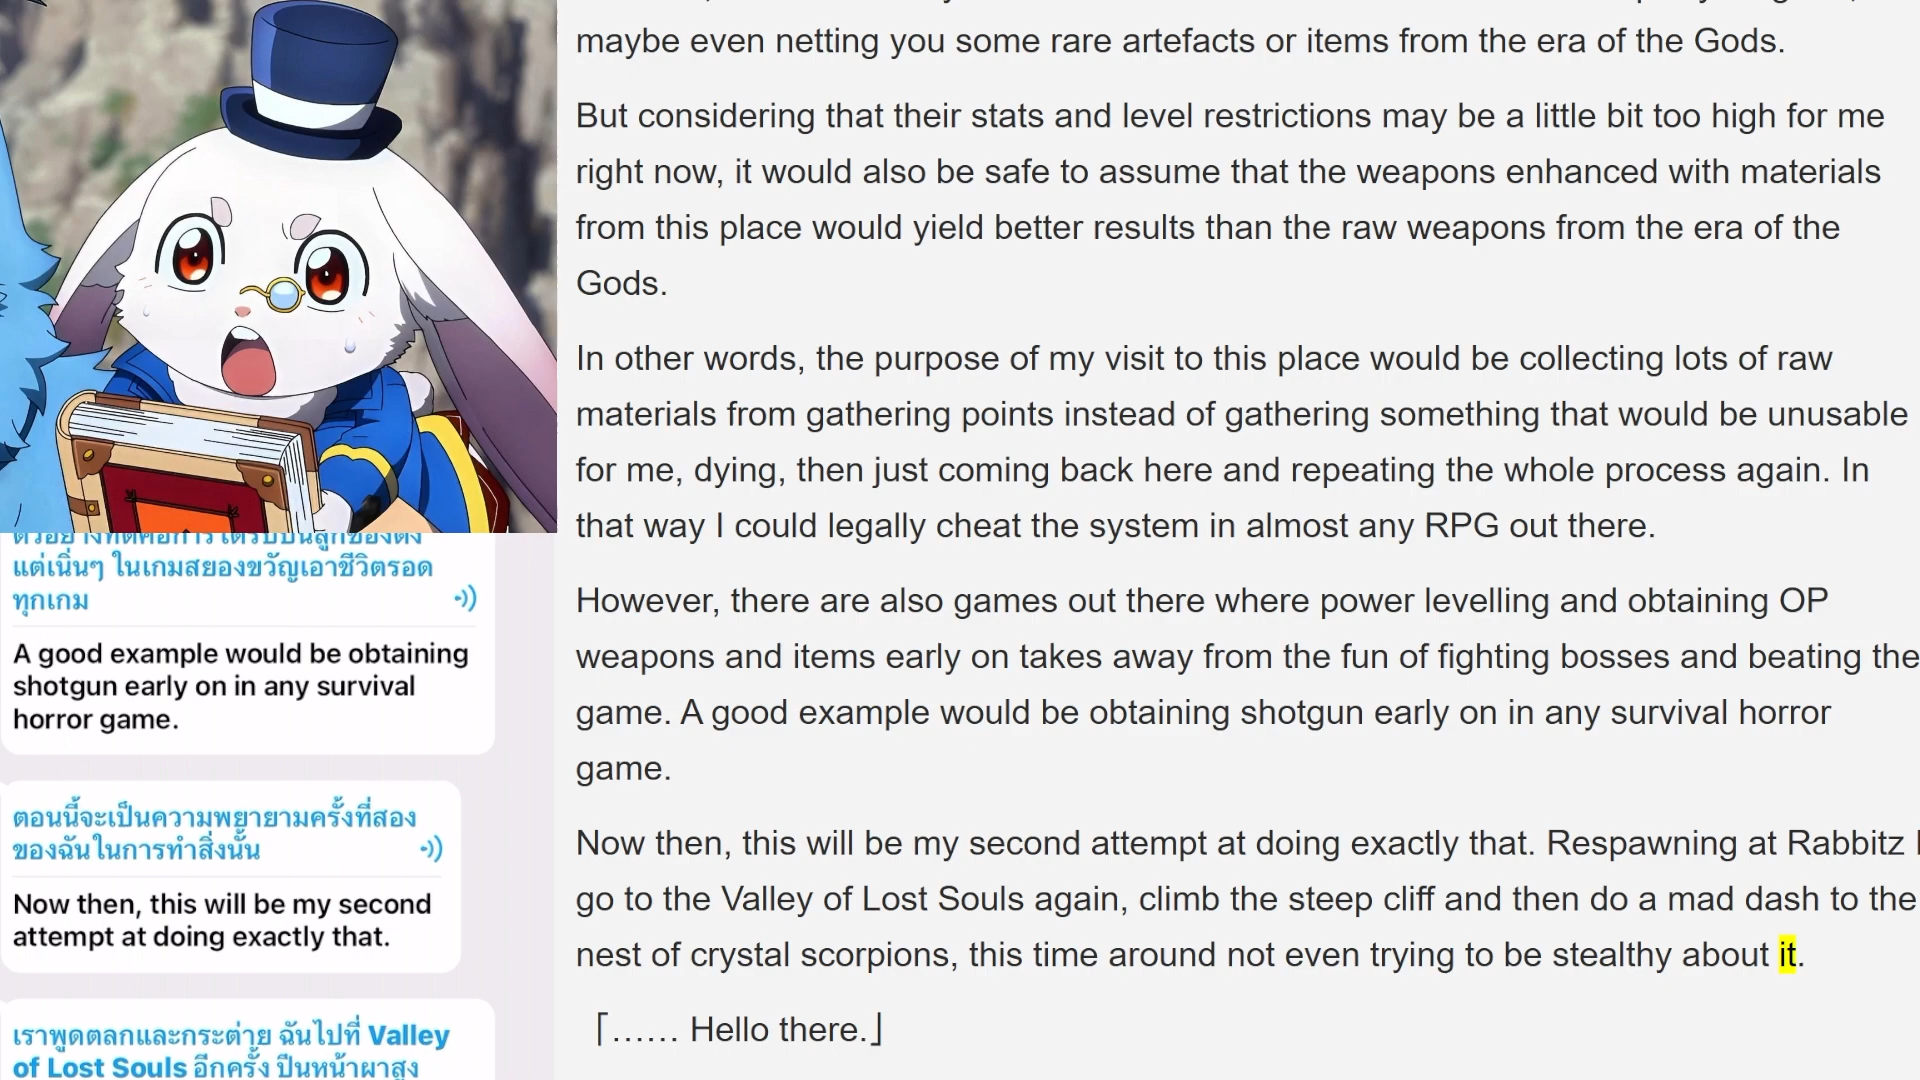 ทุกเกม
แต่เนิ่นๆ ในเกมสยองขวัญเอาชีวิตรอด
A good example would be obtaining
shotgun early on in any survival
horror game.
ตอนนี้จะเป็นความพยายามครั้งที่สอง
ของฉันในการทำสิ่งนั้น
Now then, this will be my second
attempt at doing exactly that.
เราพูดตลกและกระต่าย ฉันไปที่ Valley
of Lost Souls อีกครั้ง ปีนหน้าผาสูง
maybe even netting you some rare artefacts or items from the era of the Gods.
But considering that their stats and level restrictions may be a little bit too high for me
right now, it would also be safe to assume that the weapons enhanced with materials
from this place would yield better results than the raw weapons from the era of the
Gods.
In other words, the purpose of my visit to this place would be collecting lots of raw
materials from gathering points instead of gathering something that would be unusable
for me, dying, then just coming back here and repeating the whole process again. In
that way I could legally cheat the system in almost any RPG out there.
However, there are also games out there where power levelling and obtaining OP
weapons and items early on takes away from the fun of fighting bosses and beating the
game. A good example would be obtaining shotgun early on in any survival horror
game.
Now then, this will be my second attempt at doing exactly that. Respawning at Rabbitz I
go to the Valley of Lost Souls again, climb the steep cliff and then do a mad dash to the
nest of crystal scorpions, this time around not even trying to be stealthy about it.
「…… Hello there.」